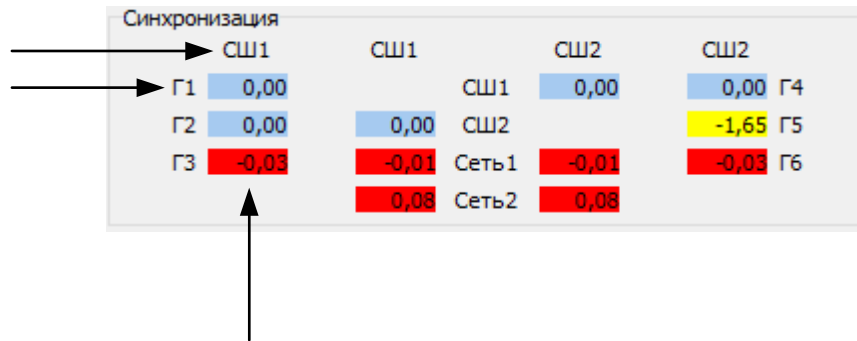 Синхронизация
СШ1 СШ1 СШ2 СШ2
Г1 0,00 СШ1 0,00 0,00 Г4
Г2 0,00 0,00 СШ2 -1,65 Г5
Г3 -0,03 -0,01 Сеть1 -0,01 -0,03 Г6
0,08 Сеть2 0,08